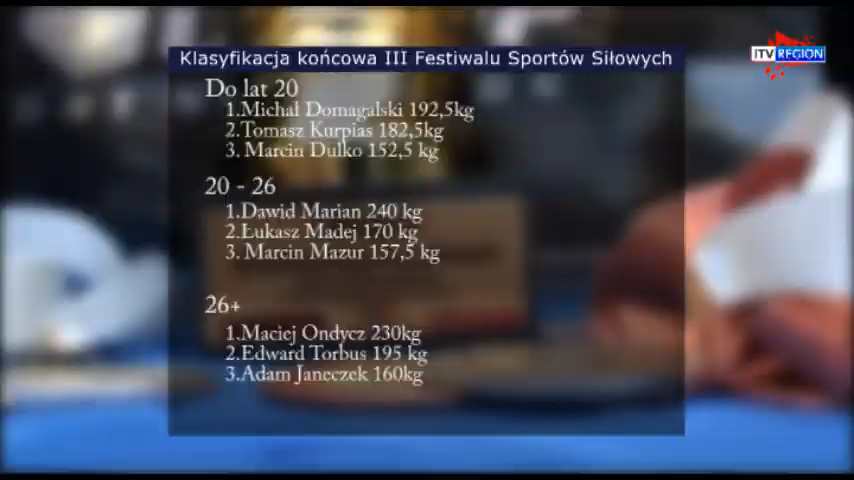 iTV REGION
Klasyfikacja końcowa III Festiwalu Sportów Siłowych
Do lat 20
1.Michał Domagalski 192,5kg
2.Tomasz Kurpias 182,5kg
3. Marcin Dulko 152,5 kg
20 - 26
1.Dawid Marian 240 kg
2.Łukasz Madej 170 kg
3. Marcin Mazur 157,5 kg
26+
1.Maciej Ondycz 230kg
2.Edward Torbus 195 kg
3.Adam Janeczek 160kg